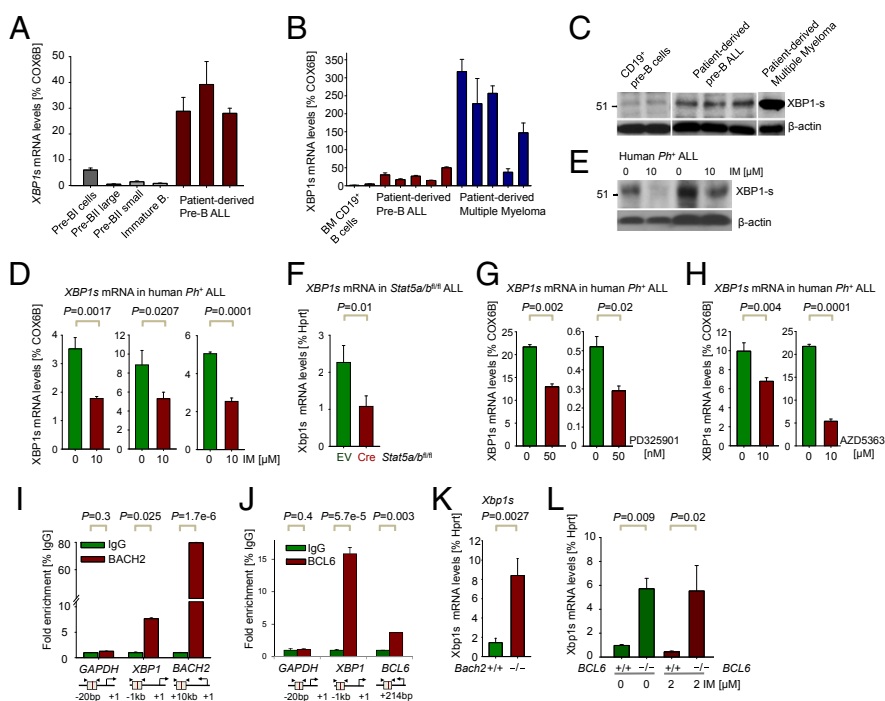 A
XBP1s mRNA levels [% COX6B]
60
50
40
30
20
10
0
Pre-BI cells
Pre-BII large
Pre-BII small
Immature B.
Patient-derived
Pre-B ALL
B
XBP1s mRNA levels [% COX6B]
350
300
250
200
150
100
50
0
BM CD19+
B cells
Patient-derived
Pre-B ALL
Patient-derived
Multiple Myeloma
C
CD19+
pre-B cells
Patient-derived
pre-B ALL
Patient-derived
Multiple Myeloma
51
XBP1-s
β-actin
E
Human Ph+ ALL
0 10 0 10 IM [μM]
51
XBP1-s
β-actin
D
XBP1s mRNA in human Ph+ ALL
XBP1s mRNA levels [% COX6B]
P=0.0017 P=0.0207 P=0.0001
4
3
2
1
0
12
10
8
6
4
2
0
6
4
2
0
0 10 0 10 0 10 IM [μM]
F
XBP1s mRNA in Stat5a/bfl/fl ALL
Xbp1s mRNA levels [% Hprt]
P=0.01
3
2
1
0
EV Cre Stat5a/bfl/fl
G
XBP1s mRNA in human Ph+ ALL
XBP1s mRNA levels [% COX6B]
P=0.002 P=0.02
25
20
15
10
5
0
0.6
0.5
0.4
0.3
0.2
0.1
0
PD325901
0 50 0 50 [nM]
H
XBP1s mRNA in human Ph+ ALL
XBP1s mRNA levels [% COX6B]
P=0.004 P=0.0001
12
10
8
6
4
2
0
25
20
15
10
5
0
AZD5363
0 10 0 10 [μM]
I
Fold enrichment [% IgG]
P=0.3 P=0.025 P=1.7e-6
80
60
10
5
0
IgG
BACH2
GAPDH XBP1 BACH2
-20bp +1 -1kb +1 +10kb +1
J
Fold enrichment [% IgG]
P=0.4 P=5.7e-5 P=0.003
15
10
5
0
IgG
BCL6
GAPDH XBP1 BCL6
-20bp +1 -1kb +1 +214bp
K
Xbp1s
Xbp1s mRNA levels [% Hprt]
P=0.0027
10
8
6
4
2
0
Bach2 +/+ −/−
L
Xbp1s mRNA levels [% Hprt]
P=0.009 P=0.02
8
6
4
2
0
BCL6 +/+ −/− +/+ −/− BCL6
0 0 2 2 IM [μM]